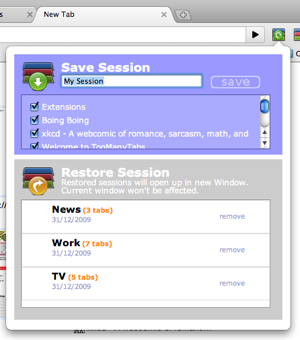 New Tab
Save Session
My Session
save
Extensions
Boing Boing
xkcd - A webcomic of romance, sarcasm, math, and
Welcome to TooManyTabs
Restore Session
Restored sessions will open up in new Window.
Current window won't be affected.
News (3 tabs)
31/12/2009
remove
Work (7 tabs)
31/12/2009
remove
TV (5 tabs)
31/12/2009
remove